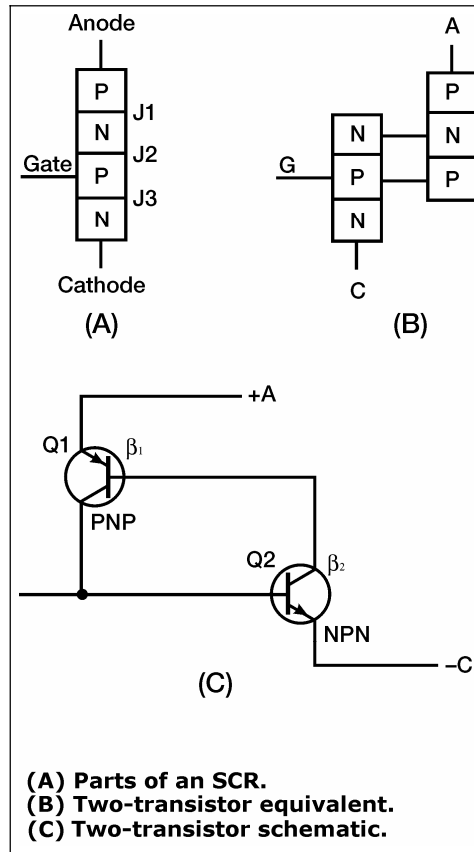 Anode
P
J1
N
J2
Gate
P
J3
N
Cathode
(A)
A
P
N
N
G
P
P
N
C
(B)
+A
Q1
β1
PNP
Q2
β2
NPN
–C
(C)
(A) Parts of an SCR.
(B) Two-transistor equivalent.
(C) Two-transistor schematic.